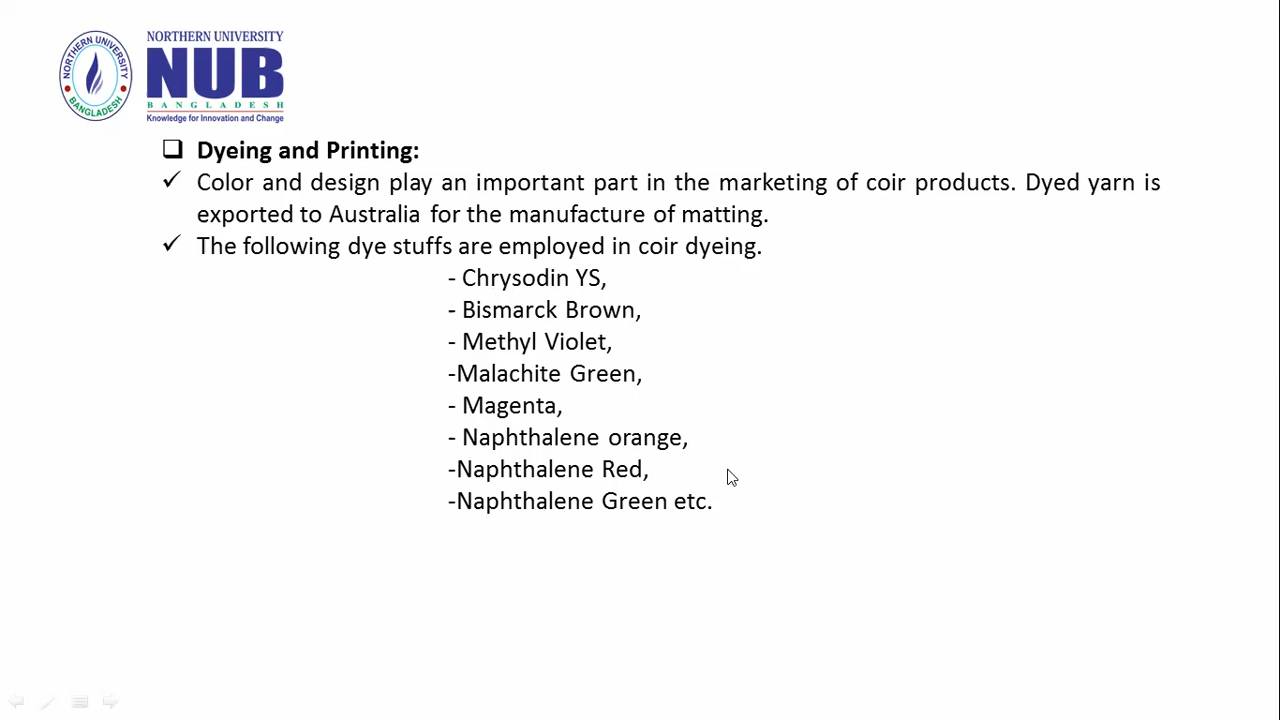 NORTHERN UNIVERSITY
BANGLADESH
NORTHERN UNIVERSITY
NUB
BANGLADESH
Knowledge for Innovation and Change
❑ Dyeing and Printing:
✓ Color and design play an important part in the marketing of coir products. Dyed yarn is
exported to Australia for the manufacture of matting.
✓ The following dye stuffs are employed in coir dyeing.
- Chrysodin YS,
- Bismarck Brown,
- Methyl Violet,
-Malachite Green,
- Magenta,
- Naphthalene orange,
-Naphthalene Red,
-Naphthalene Green etc.